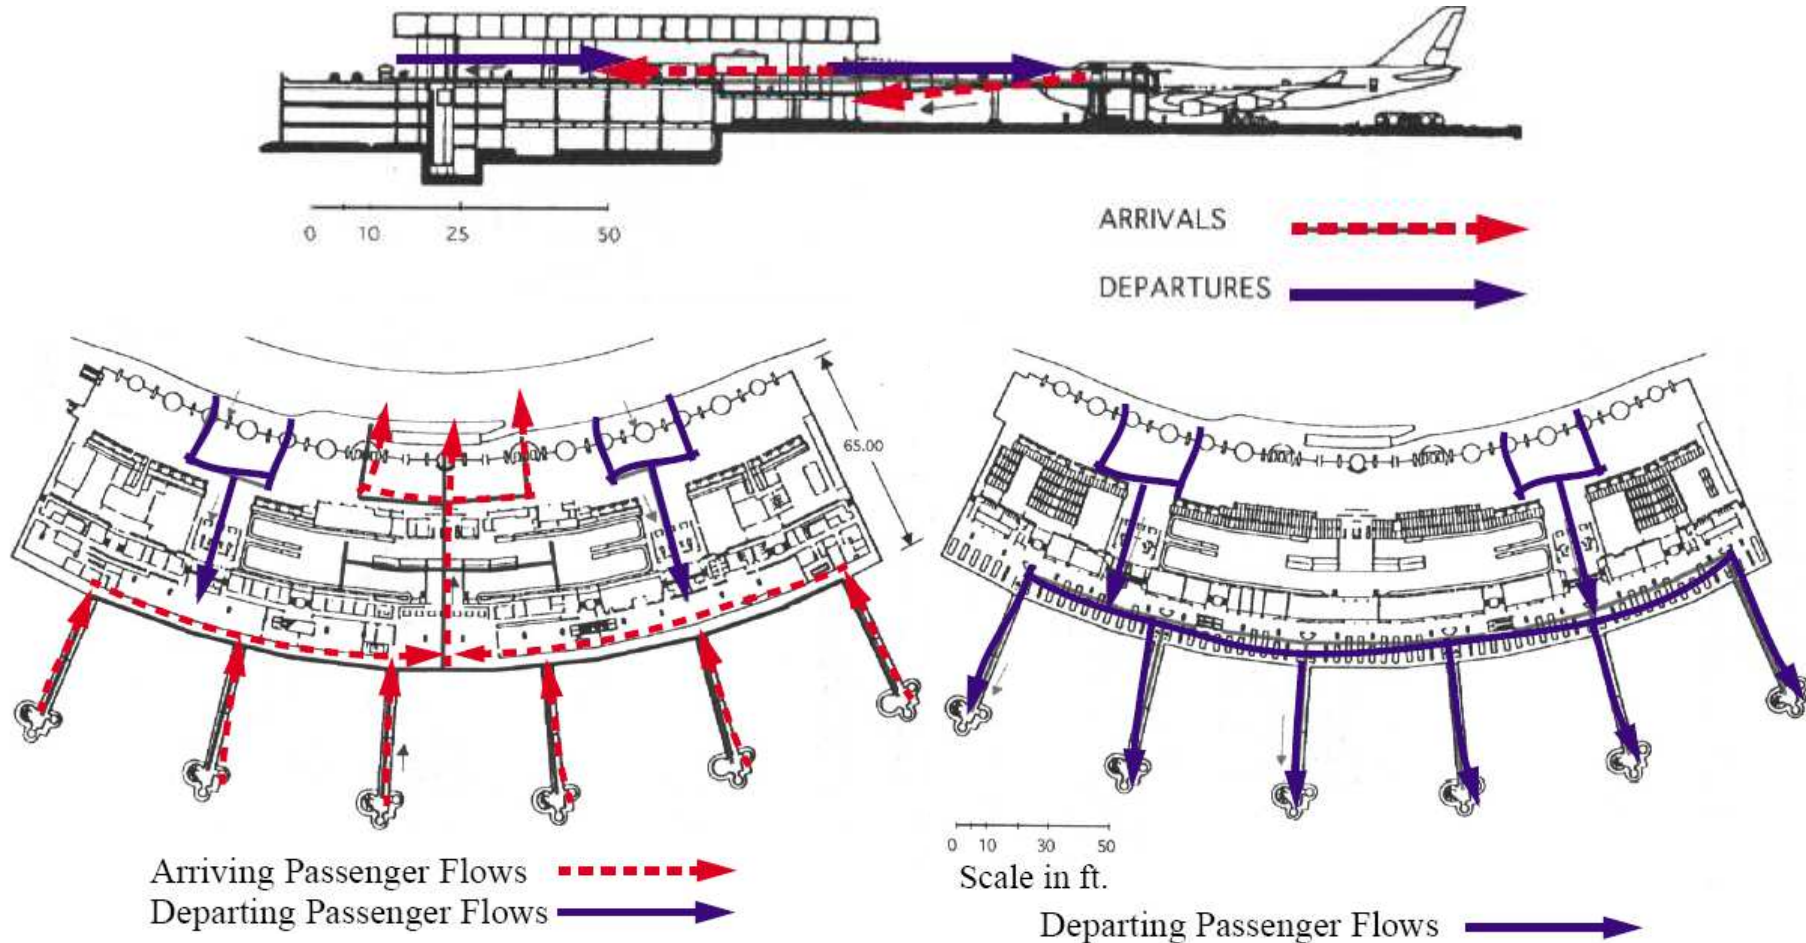 0 10 25 50
ARRIVALS
DEPARTURES
65.00
0 10 30 50
Scale in ft.
Arriving Passenger Flows
Departing Passenger Flows
Departing Passenger Flows